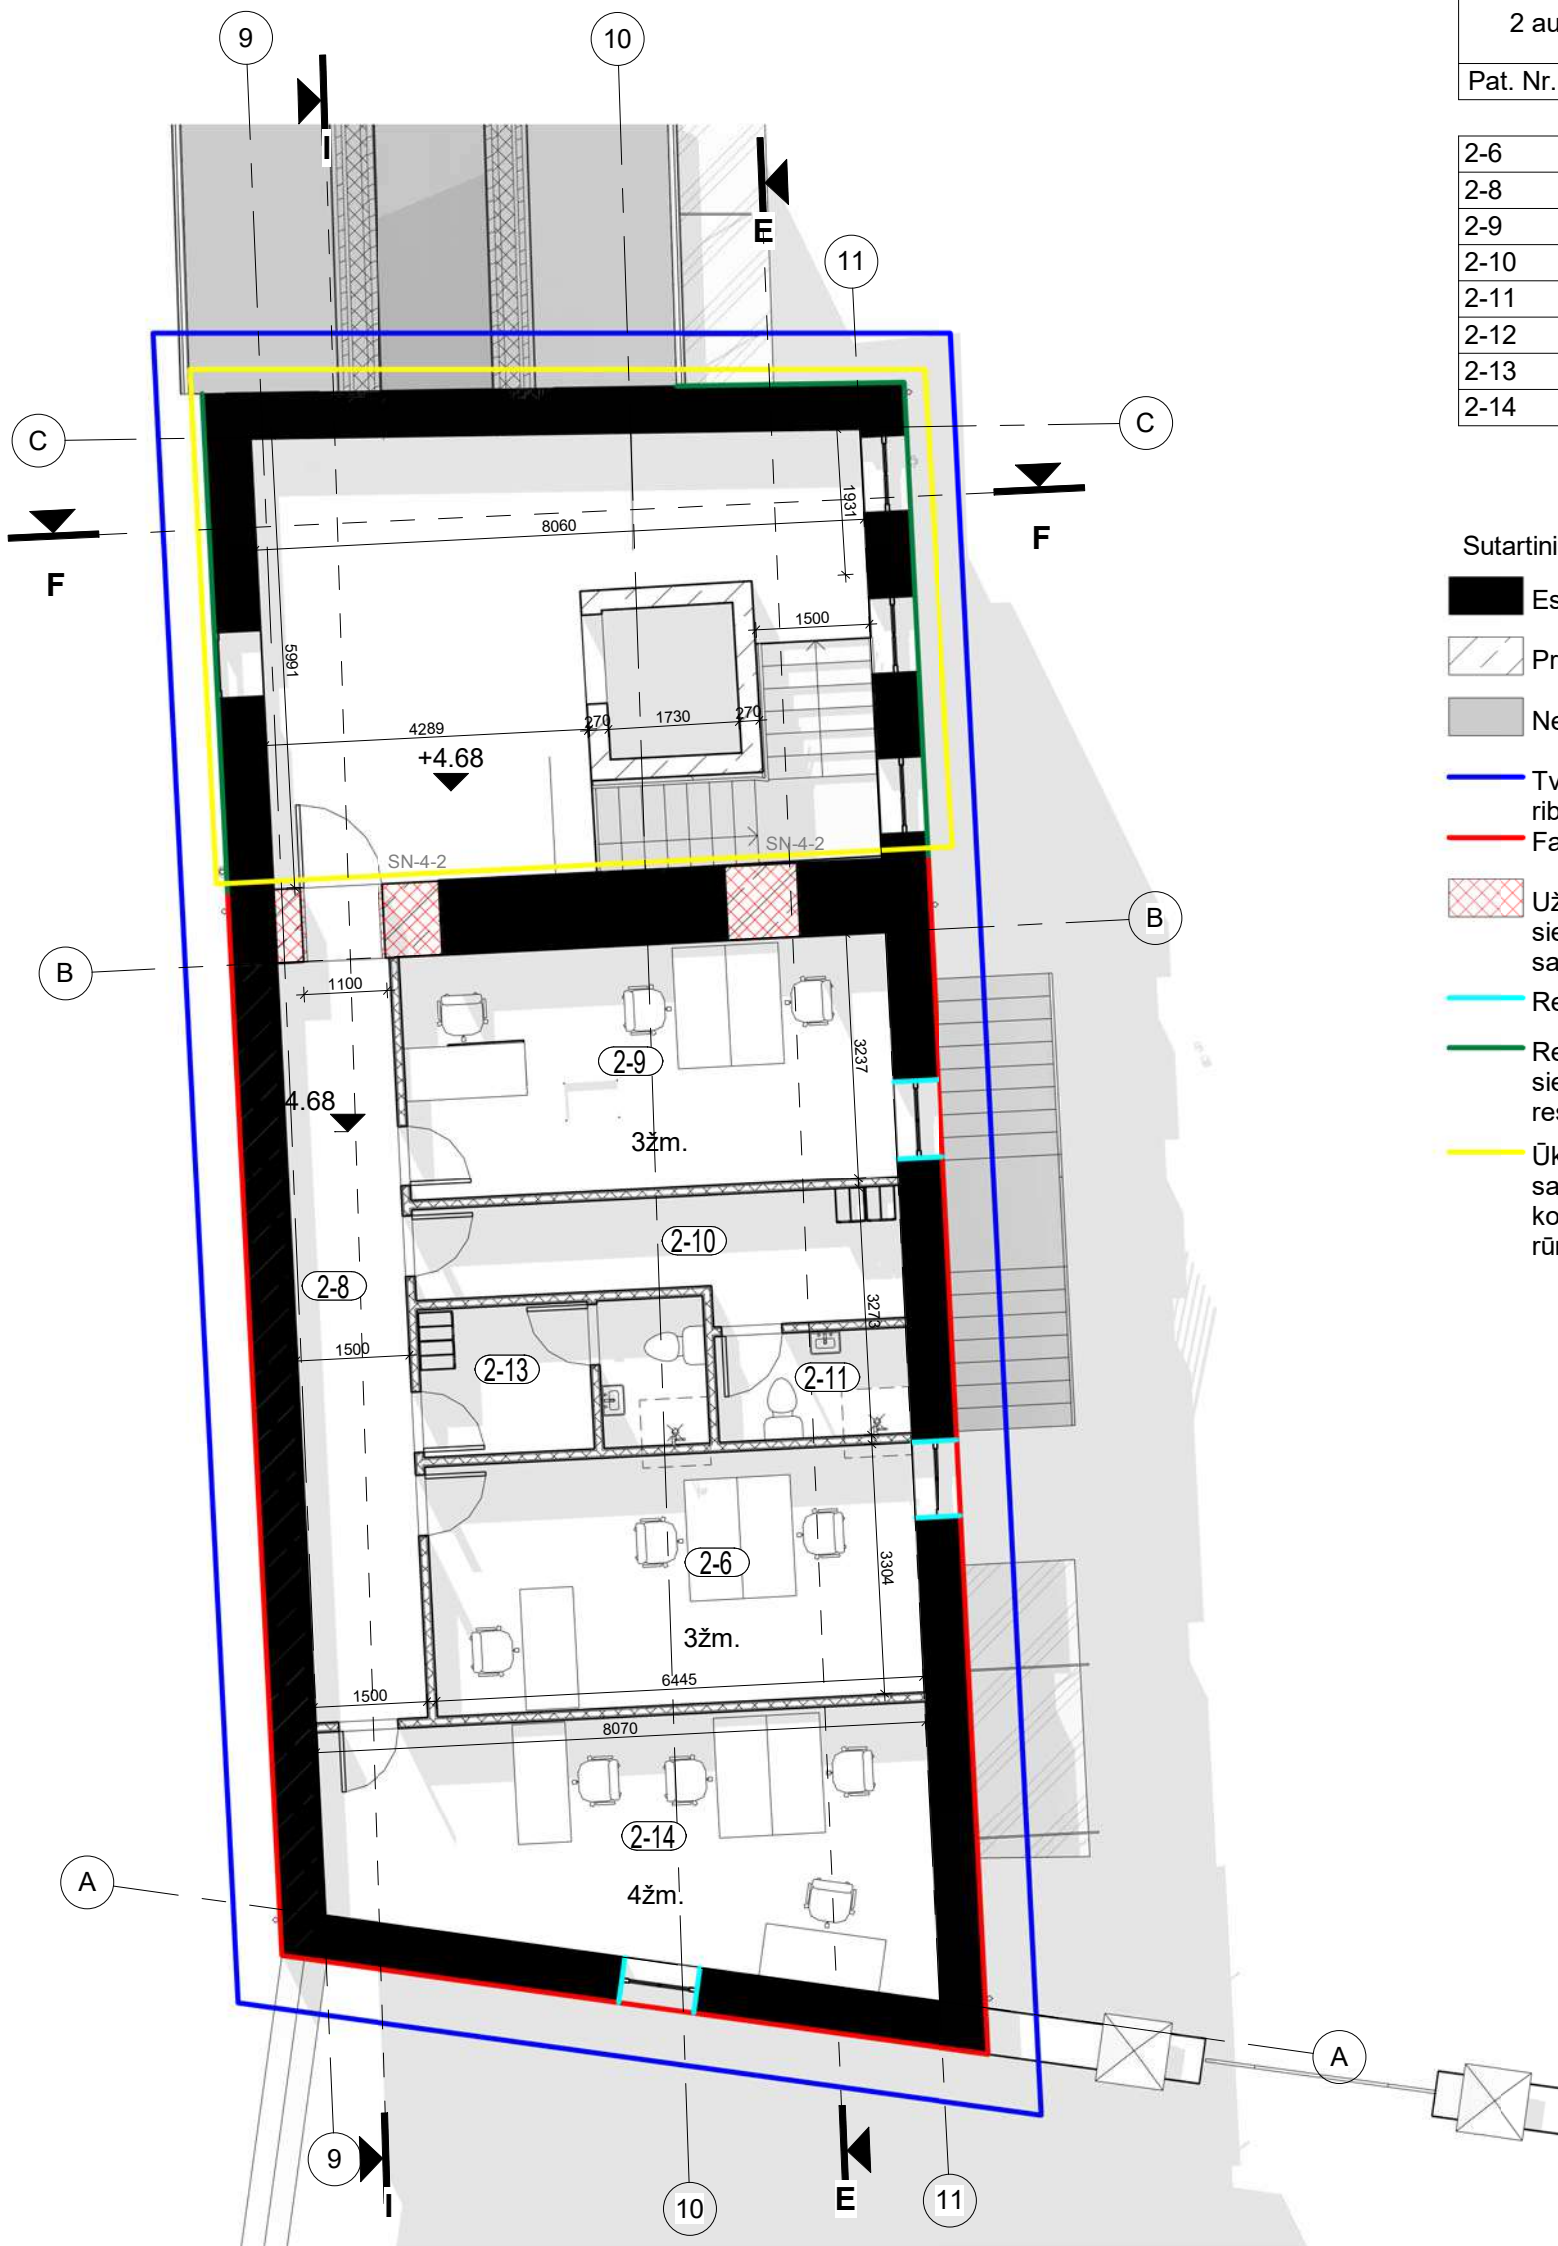 9
10
2 au
Pat. Nr.
I
E
11
2-6
2-8
2-9
2-10
2-11
2-12
2-13
2-14
C
C
F
F
8060
1931
1500
5991
4289
270
1730
270
+4.68
SN-4-2
SN-4-2
B
B
1100
2-9
3237
4.68
3žm.
2-10
2-8
3273
1500
2-13
2-11
2-6
3304
3žm.
6445
1500
8070
2-14
4žm.
A
A
9
I
10
E
11
Sutartini
Es
Pr
Ne
Tv
rib
Fa
Už
sie
sa
Re
Re
sie
res
Ūk
sa
ko
rūr